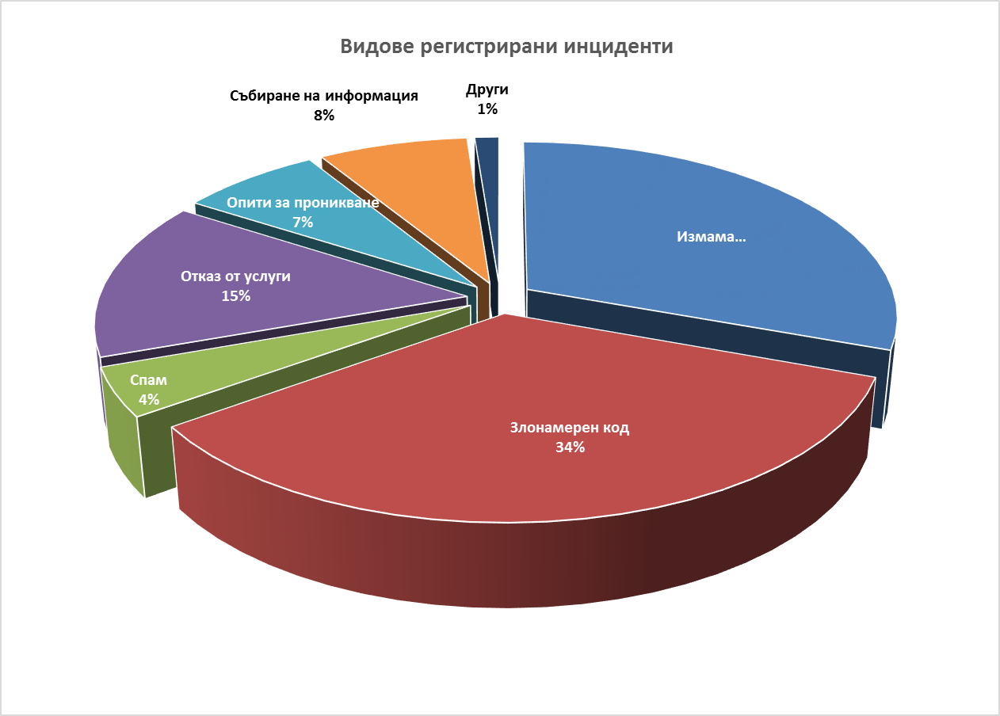 Видове регистрирани инциденти
Събиране на информация
8%
Други
1%
Опити за проникване
7%
Измама...
Отказ от услуги
15%
Спам
4%
Злонамерен код
34%